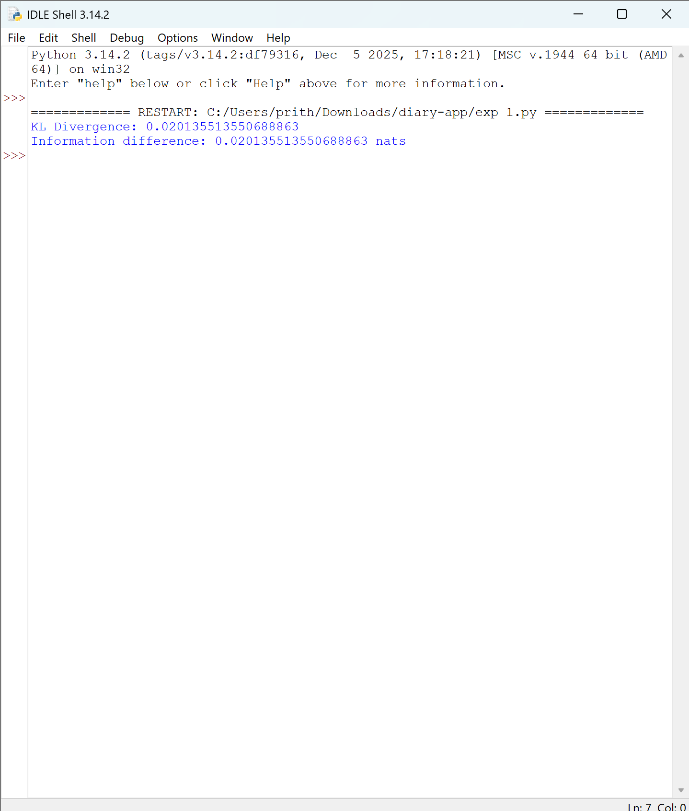 IDLE Shell 3.14.2
File Edit Shell Debug Options Window Help
Python 3.14.2 (tags/v3.14.2:df79316, Dec  5 2025, 17:18:21) [MSC v.1944 64 bit (AMD
64)] on win32
Enter "help" below or click "Help" above for more information.
>>>
============= RESTART: C:/Users/prith/Downloads/diary-app/exp 1.py =============
KL Divergence: 0.020135513550688863
Information difference: 0.020135513550688863 nats
>>>
Ln: 7 Col: 0